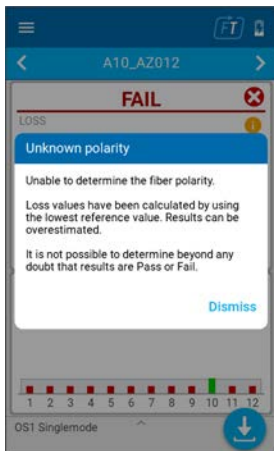 FT
A10_AZ012
FAIL
LOSS
Unknown polarity
Unable to determine the fiber polarity.
Loss values have been calculated by using
the lowest reference value. Results can be
overestimated.
It is not possible to determine beyond any
doubt that results are Pass or Fail.
Dismiss
1 2 3 4 5 6 7 8 9 10 11 12
OS1 Singlemode